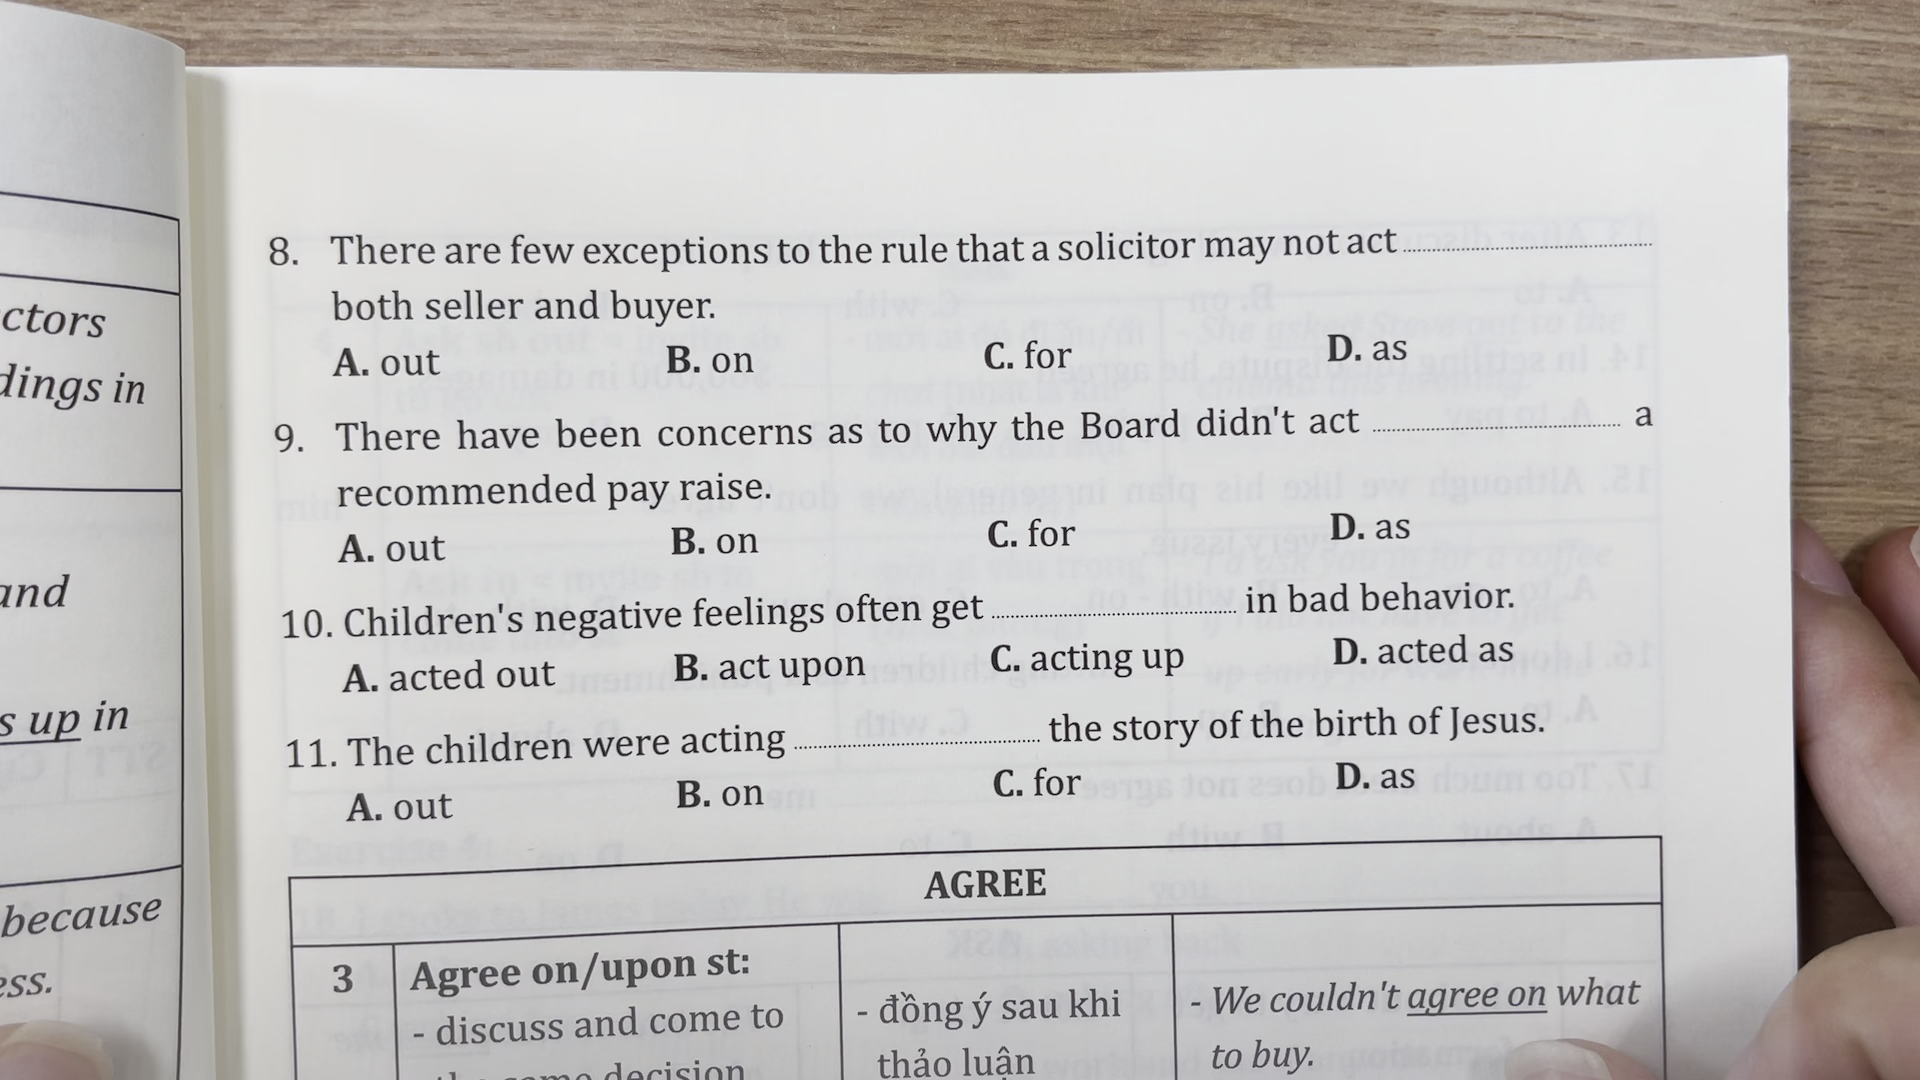 ctors
dings in
and
s up in
because
ess.
8. There are few exceptions to the rule that a solicitor may not act ............
both seller and buyer.
A. out B. on C. for D. as
9. There have been concerns as to why the Board didn't act ............ a
recommended pay raise.
A. out B. on C. for D. as
10. Children's negative feelings often get ............ in bad behavior.
A. acted out B. act upon C. acting up D. acted as
11. The children were acting ............ the story of the birth of Jesus.
A. out B. on C. for D. as
AGREE
3 Agree on/upon st:
- discuss and come to
- đồng ý sau khi
thảo luận
- We couldn't agree on what
to buy.